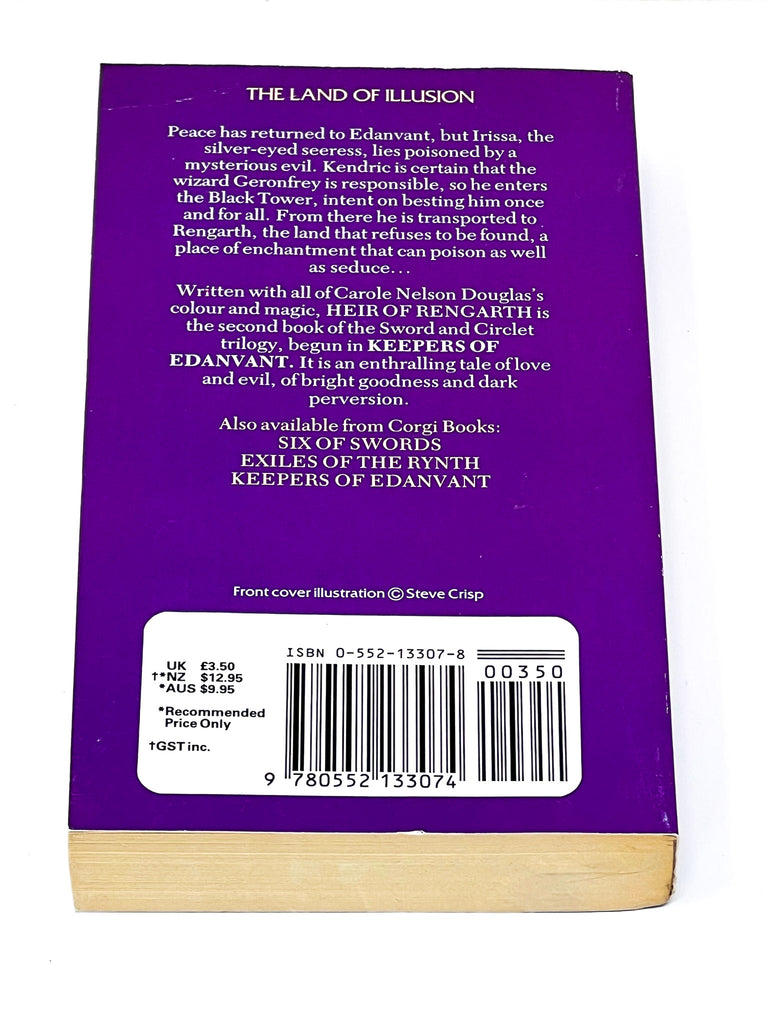 THE LAND OF ILLUSION
Peace has returned to Edanvant, but Irissa, the
silver-eyed seeress, lies poisoned by a
mysterious evil. Kendric is certain that the
wizard Geronfrey is responsible, so he enters
the Black Tower, intent on besting him once
and for all. From there he is transported to
Rengarth, the land that refuses to be found, a
place of enchantment that can poison as well
as seduce...
Written with all of Carole Nelson Douglas's
colour and magic, HEIR OF RENGARTH is
the second book of the Sword and Circlet
trilogy, begun in KEEPERS OF
EDANVANT. It is an enthralling tale of love
and evil, of bright goodness and dark
perversion.
Also available from Corgi Books:
SIX OF SWORDS
EXILES OF THE RYNTH
KEEPERS OF EDANVANT
Front cover illustration © Steve Crisp
UK £3.50
†*NZ $12.95
*AUS $9.95
*Recommended
Price Only
†GST inc.
ISBN 0-552-13307-8
00350
9 780552 133074